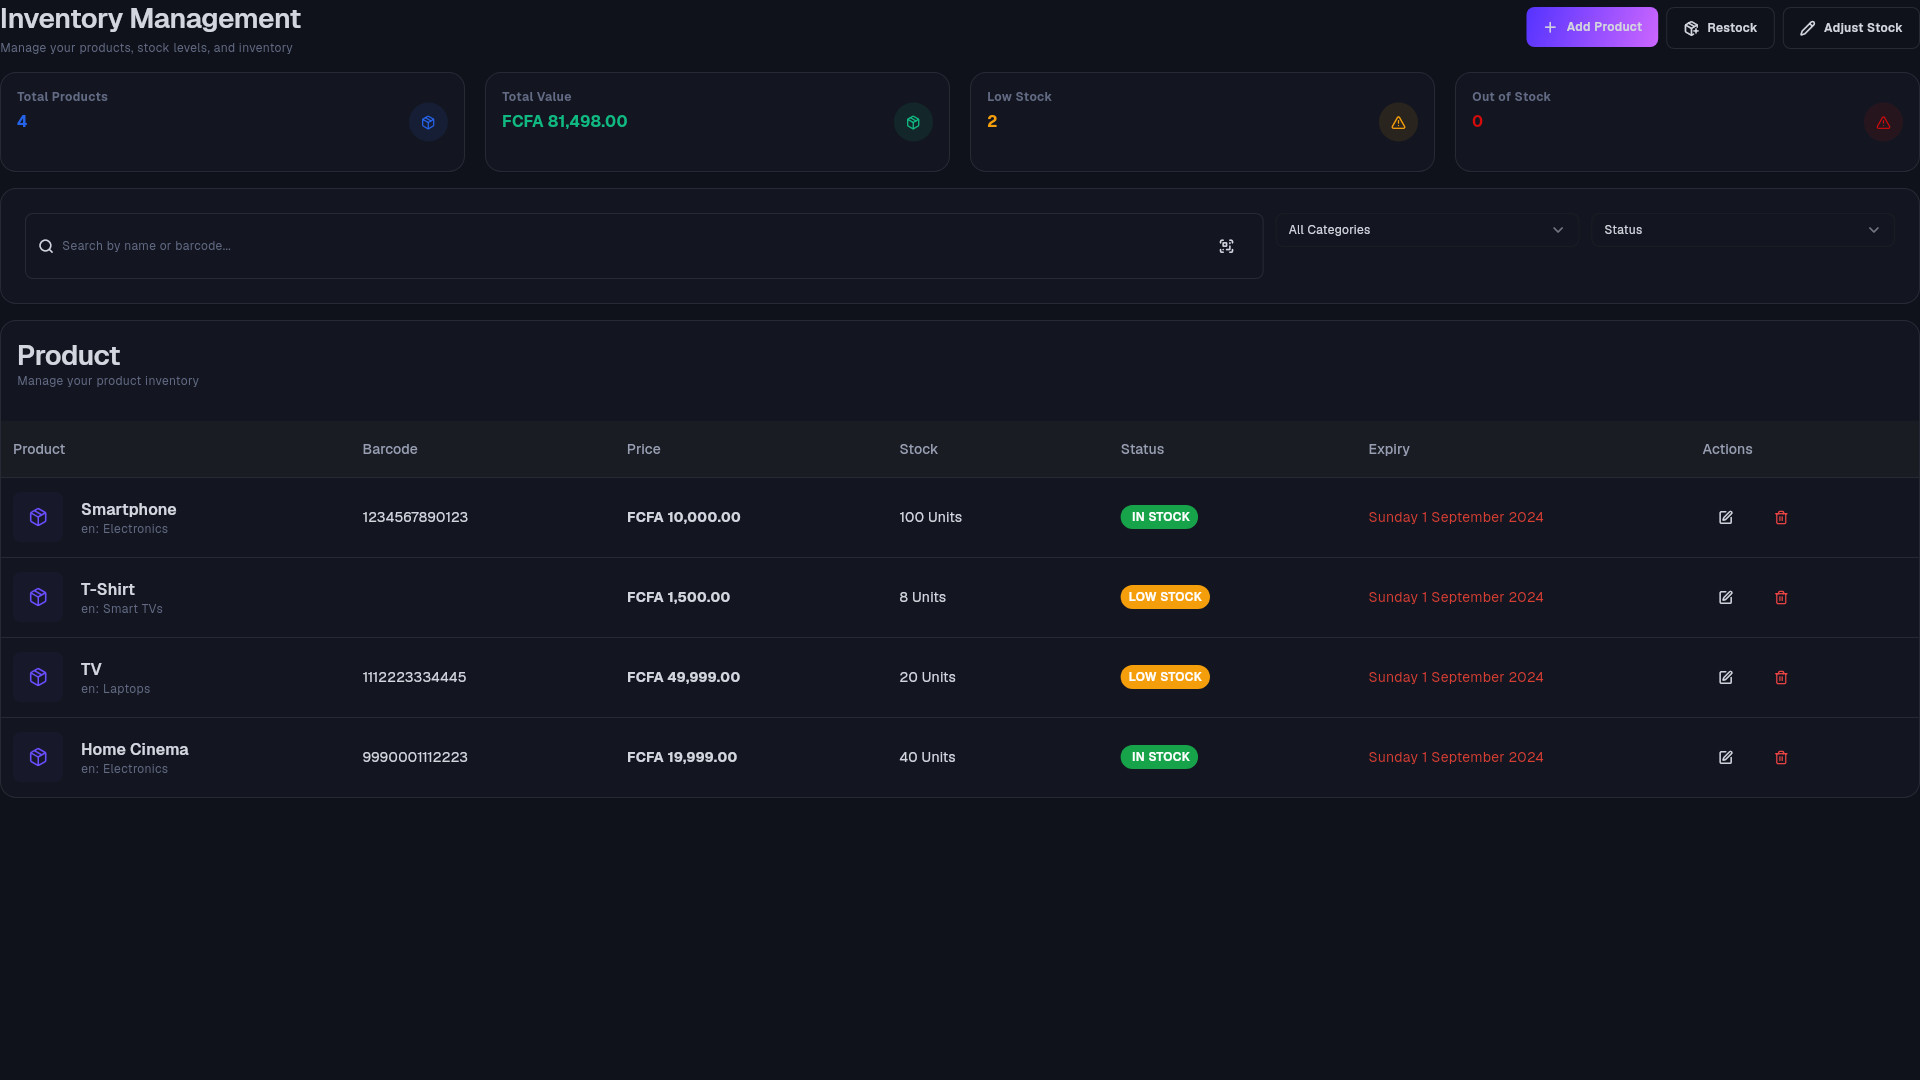 Inventory Management
Manage your products, stock levels, and inventory
Add Product
Restock
Adjust Stock
Total Products
4
Total Value
FCFA 81,498.00
Low Stock
2
Out of Stock
0
Search by name or barcode...
All Categories
Status
Product
Manage your product inventory
Product Barcode Price Stock Status Expiry Actions
Smartphone
en: Electronics
1234567890123 FCFA 10,000.00 100 Units IN STOCK Sunday 1 September 2024
T-Shirt
en: Smart TVs
FCFA 1,500.00 8 Units LOW STOCK Sunday 1 September 2024
TV
en: Laptops
1112223334445 FCFA 49,999.00 20 Units LOW STOCK Sunday 1 September 2024
Home Cinema
en: Electronics
9990001112223 FCFA 19,999.00 40 Units IN STOCK Sunday 1 September 2024